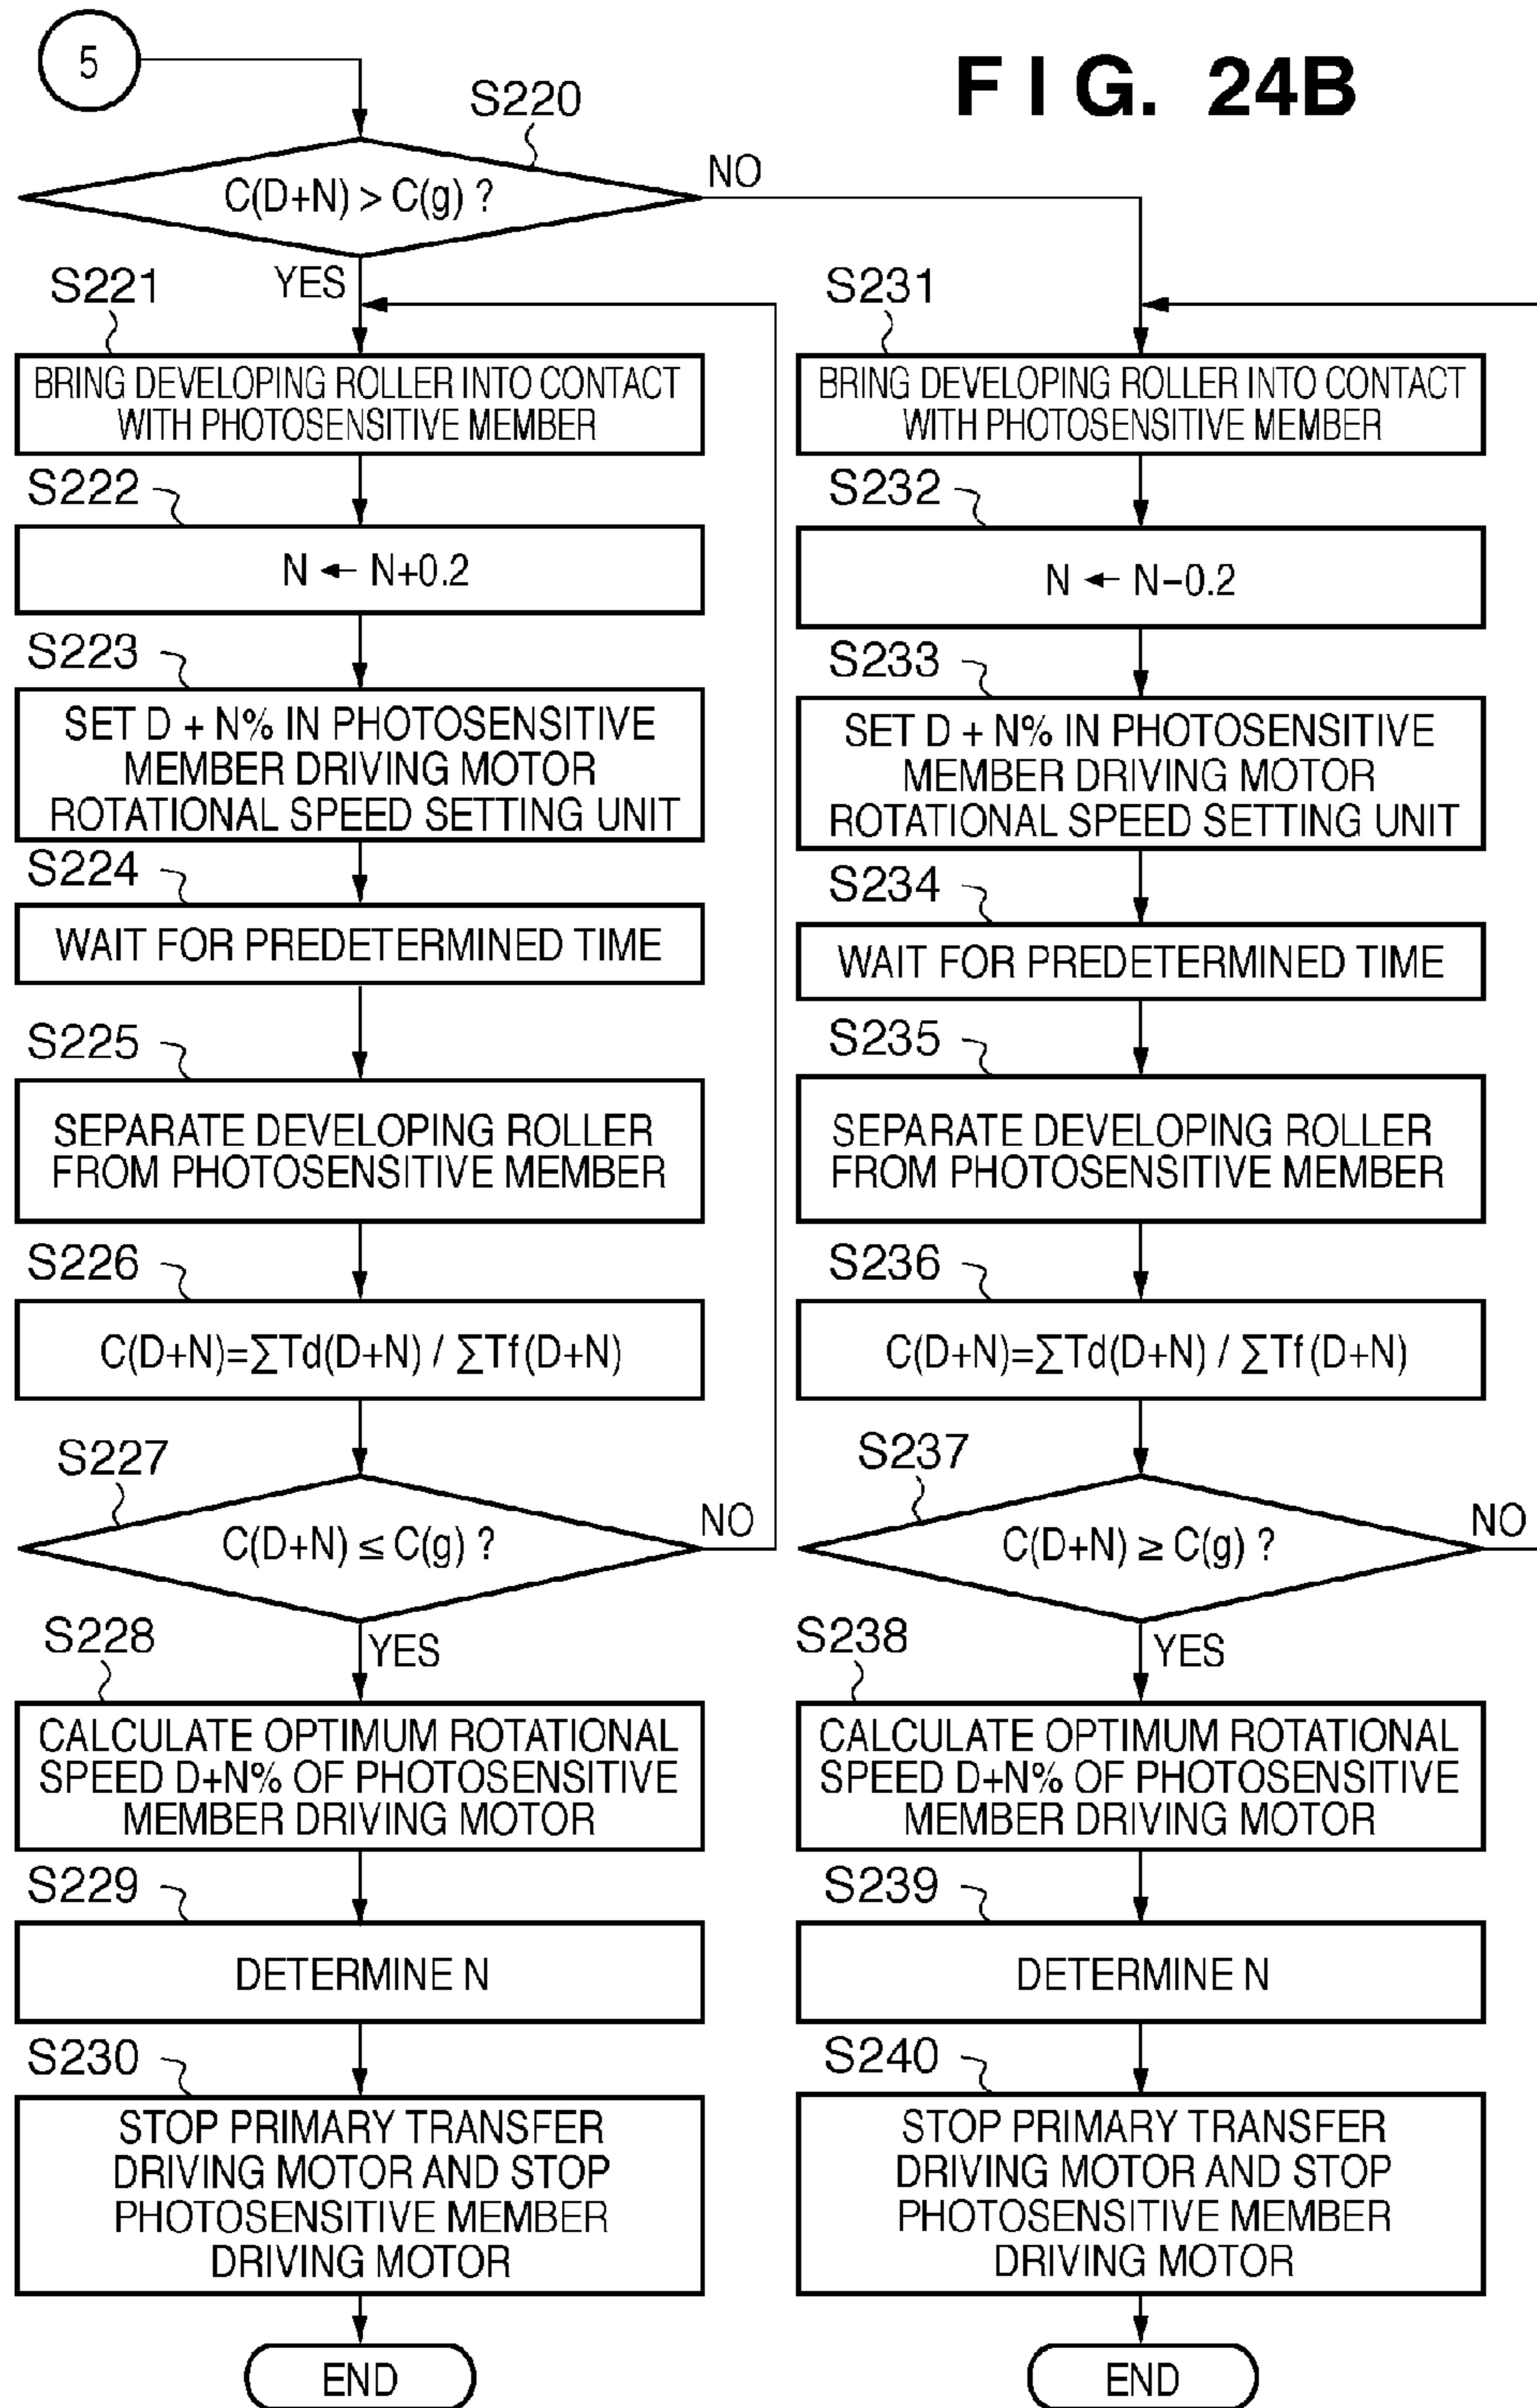 5
FIG. 24B
S220
C(D+N) > C(g) ?
NO
YES
S221
BRING DEVELOPING ROLLER INTO CONTACT
WITH PHOTOSENSITIVE MEMBER
S222
N ← N+0.2
S223
SET D + N% IN PHOTOSENSITIVE
MEMBER DRIVING MOTOR
ROTATIONAL SPEED SETTING UNIT
S224
WAIT FOR PREDETERMINED TIME
S225
SEPARATE DEVELOPING ROLLER
FROM PHOTOSENSITIVE MEMBER
S226
C(D+N)=∑Td(D+N) / ∑Tf(D+N)
S227
C(D+N) ≤ C(g) ?
NO
YES
S228
CALCULATE OPTIMUM ROTATIONAL
SPEED D+N% OF PHOTOSENSITIVE
MEMBER DRIVING MOTOR
S229
DETERMINE N
S230
STOP PRIMARY TRANSFER
DRIVING MOTOR AND STOP
PHOTOSENSITIVE MEMBER
DRIVING MOTOR
END
S231
BRING DEVELOPING ROLLER INTO CONTACT
WITH PHOTOSENSITIVE MEMBER
S232
N ← N−0.2
S233
SET D + N% IN PHOTOSENSITIVE
MEMBER DRIVING MOTOR
ROTATIONAL SPEED SETTING UNIT
S234
WAIT FOR PREDETERMINED TIME
S235
SEPARATE DEVELOPING ROLLER
FROM PHOTOSENSITIVE MEMBER
S236
C(D+N)=∑Td(D+N) / ∑Tf(D+N)
S237
C(D+N) ≥ C(g) ?
NO
YES
S238
CALCULATE OPTIMUM ROTATIONAL
SPEED D+N% OF PHOTOSENSITIVE
MEMBER DRIVING MOTOR
S239
DETERMINE N
S240
STOP PRIMARY TRANSFER
DRIVING MOTOR AND STOP
PHOTOSENSITIVE MEMBER
DRIVING MOTOR
END